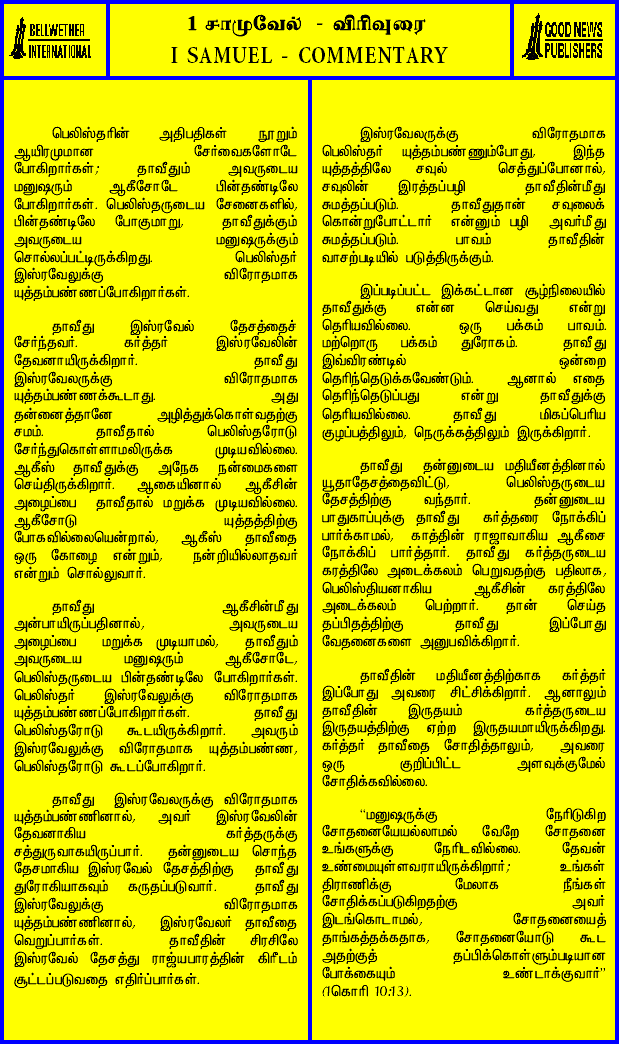 BELLWETHER
INTERNATIONAL
1 சாமுவேல் - விரிவுரை
I SAMUEL - COMMENTARY
GOOD NEWS
PUBLISHERS
பெலிஸ்தரின் அதிபதிகள் நூறும்
ஆயிரமுமான சேர்வைகளோடே
போகிறார்கள்; தாவீதும் அவருடைய
மனுஷரும் ஆகீசோடே பின்தண்டிலே
போகிறார்கள். பெலிஸ்தருடைய சேனைகளில்,
பின்தண்டிலே போகுமாறு, தாவீதுக்கும்
அவருடைய மனுஷருக்கும்
சொல்லப்பட்டிருக்கிறது. பெலிஸ்தர்
இஸ்ரவேலுக்கு விரோதமாக
யுத்தம்பண்ணப்போகிறார்கள்.
தாவீது இஸ்ரவேல் தேசத்தைச்
சேர்ந்தவர். கர்த்தர் இஸ்ரவேலின்
தேவனாயிருக்கிறார். தாவீது
இஸ்ரவேலருக்கு விரோதமாக
யுத்தம்பண்ணக்கூடாது. அது
தன்னைத்தானே அழித்துக்கொள்வதற்கு
சமம். தாவீதால் பெலிஸ்தரோடு
சேர்ந்துகொள்ளாமலிருக்க முடியவில்லை.
ஆகீஸ் தாவீதுக்கு அநேக நன்மைகளை
செய்திருக்கிறார். ஆகையினால் ஆகீசின்
அழைப்பை தாவீதால் மறுக்க முடியவில்லை.
ஆகீசோடு யுத்தத்திற்கு
போகவில்லையென்றால், ஆகீஸ் தாவீதை
ஒரு கோழை என்றும், நன்றியில்லாதவர்
என்றும் சொல்லுவார்.
தாவீது ஆகீசின்மீது
அன்பாயிருப்பதினால், அவருடைய
அழைப்பை மறுக்க முடியாமல், தாவீதும்
அவருடைய மனுஷரும் ஆகீசோடே,
பெலிஸ்தருடைய பின்தண்டிலே போகிறார்கள்.
பெலிஸ்தர் இஸ்ரவேலுக்கு விரோதமாக
யுத்தம்பண்ணப்போகிறார்கள். தாவீது
பெலிஸ்தரோடு கூடயிருக்கிறார். அவரும்
இஸ்ரவேலுக்கு விரோதமாக யுத்தம்பண்ண,
பெலிஸ்தரோடு கூடப்போகிறார்.
தாவீது இஸ்ரவேலருக்கு விரோதமாக
யுத்தம்பண்ணினால், அவர் இஸ்ரவேலின்
தேவனாகிய கர்த்தருக்கு
சத்துருவாகயிருப்பார். தன்னுடைய சொந்த
தேசமாகிய இஸ்ரவேல் தேசத்திற்கு தாவீது
துரோகியாகவும் கருதப்படுவார். தாவீது
இஸ்ரவேலுக்கு விரோதமாக
யுத்தம்பண்ணினால், இஸ்ரவேலர் தாவீதை
வெறுப்பார்கள். தாவீதின் சிரசிலே
இஸ்ரவேல் தேசத்து ராஜ்யபாரத்தின் கிரீடம்
சூட்டப்படுவதை எதிர்ப்பார்கள்.
இஸ்ரவேலருக்கு விரோதமாக
பெலிஸ்தர் யுத்தம்பண்ணும்போது, இந்த
யுத்தத்திலே சவுல் செத்துப்போனால்,
சவுலின் இரத்தப்பழி தாவீதின்மீது
சுமத்தப்படும். தாவீதுதான் சவுலைக்
கொன்றுபோட்டார் என்னும் பழி அவர்மீது
சுமத்தப்படும். பாவம் தாவீதின்
வாசற்படியில் படுத்திருக்கும்.
இப்படிப்பட்ட இக்கட்டான சூழ்நிலையில்
தாவீதுக்கு என்ன செய்வது என்று
தெரியவில்லை. ஒரு பக்கம் பாவம்.
மற்றொரு பக்கம் துரோகம். தாவீது
இவ்விரண்டில் ஒன்றை
தெரிந்தெடுக்கவேண்டும். ஆனால் எதை
தெரிந்தெடுப்பது என்று தாவீதுக்கு
தெரியவில்லை. தாவீது மிகப்பெரிய
குழப்பத்திலும், நெருக்கத்திலும் இருக்கிறார்.
தாவீது தன்னுடைய மதியீனத்தினால்
யூதாதேசத்தைவிட்டு, பெலிஸ்தருடைய
தேசத்திற்கு வந்தார். தன்னுடைய
பாதுகாப்புக்கு தாவீது கர்த்தரை நோக்கிப்
பார்க்காமல், காத்தின் ராஜாவாகிய ஆகீசை
நோக்கிப் பார்த்தார். தாவீது கர்த்தருடைய
கரத்திலே அடைக்கலம் பெறுவதற்கு பதிலாக,
பெலிஸ்தியனாகிய ஆகீசின் கரத்திலே
அடைக்கலம் பெற்றார். தான் செய்த
தப்பிதத்திற்கு தாவீது இப்போது
வேதனைகளை அனுபவிக்கிறார்.
தாவீதின் மதியீனத்திற்காக கர்த்தர்
இப்போது அவரை சிட்சிக்கிறார். ஆனாலும்
தாவீதின் இருதயம் கர்த்தருடைய
இருதயத்திற்கு ஏற்ற இருதயமாயிருக்கிறது.
கர்த்தர் தாவீதை சோதித்தாலும், அவரை
ஒரு குறிப்பிட்ட அளவுக்குமேல்
சோதிக்கவில்லை.
“மனுஷருக்கு நேரிடுகிற
சோதனையேயல்லாமல் வேறே சோதனை
உங்களுக்கு நேரிடவில்லை. தேவன்
உண்மையுள்ளவராயிருக்கிறார்; உங்கள்
திராணிக்கு மேலாக நீங்கள்
சோதிக்கப்படுகிறதற்கு அவர்
இடங்கொடாமல், சோதனையைத்
தாங்கத்தக்கதாக, சோதனையோடு கூட
அதற்குத் தப்பிக்கொள்ளும்படியான
போக்கையும் உண்டாக்குவார்”
(1கொரி 10:13).